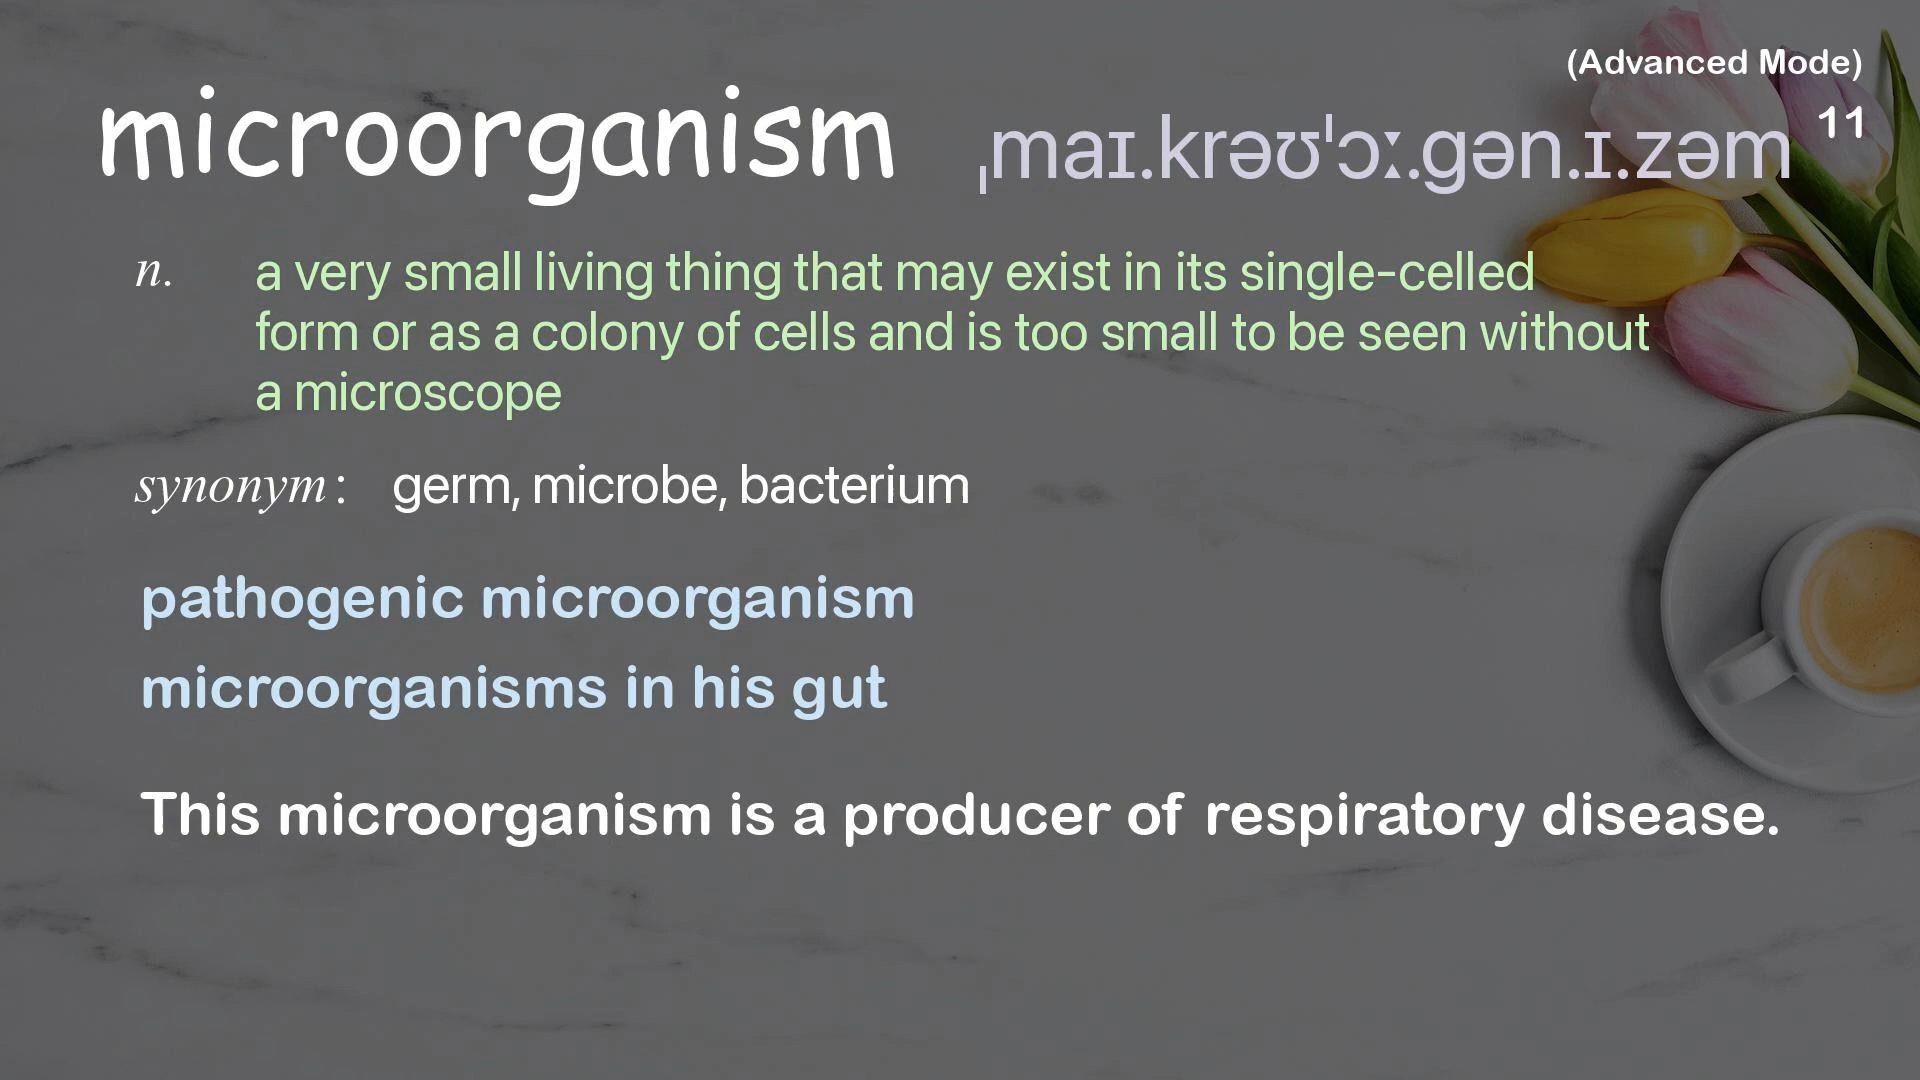 (Advanced Mode)
microorganism ˌmaɪ.krəʊˈɔː.gən.ɪ.zəm 11
n. a very small living thing that may exist in its single-celled
form or as a colony of cells and is too small to be seen without
a microscope
synonym: germ, microbe, bacterium
pathogenic microorganism
microorganisms in his gut
This microorganism is a producer of respiratory disease.